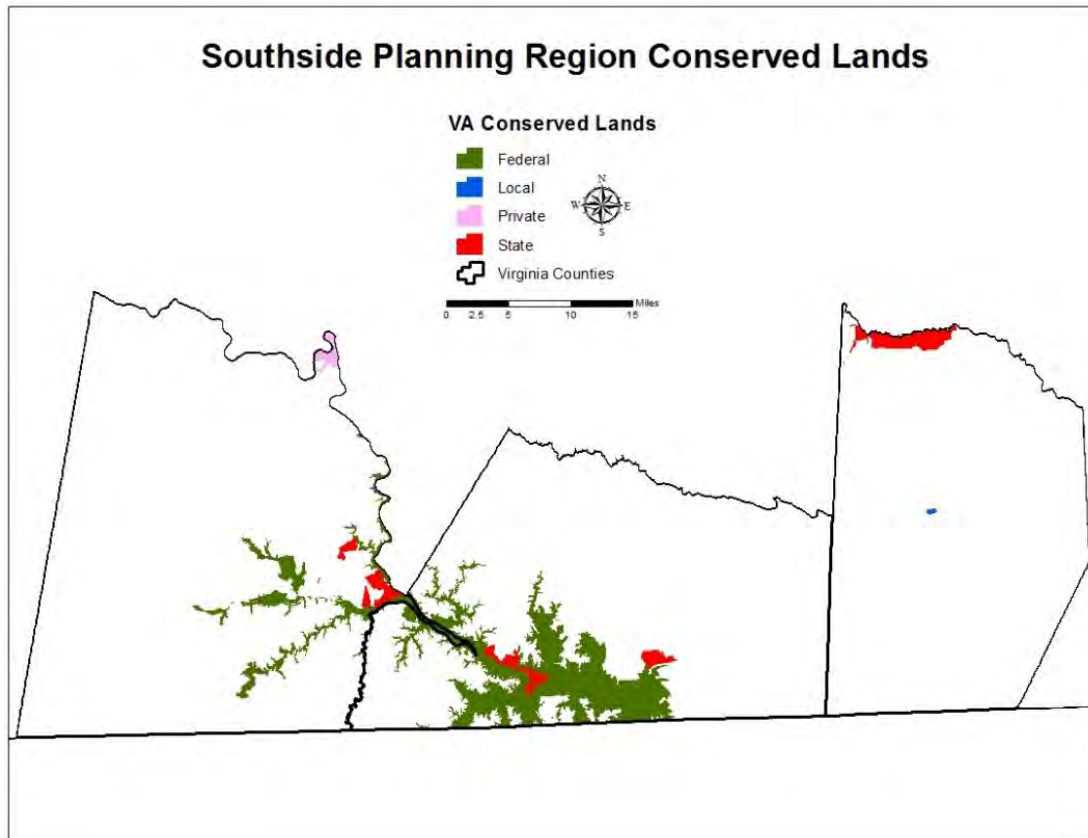 Southside Planning Region Conserved Lands
VA Conserved Lands
Federal
Local
Private
State
Virginia Counties
N
W E
S
Miles
0 2.5 5 10 15